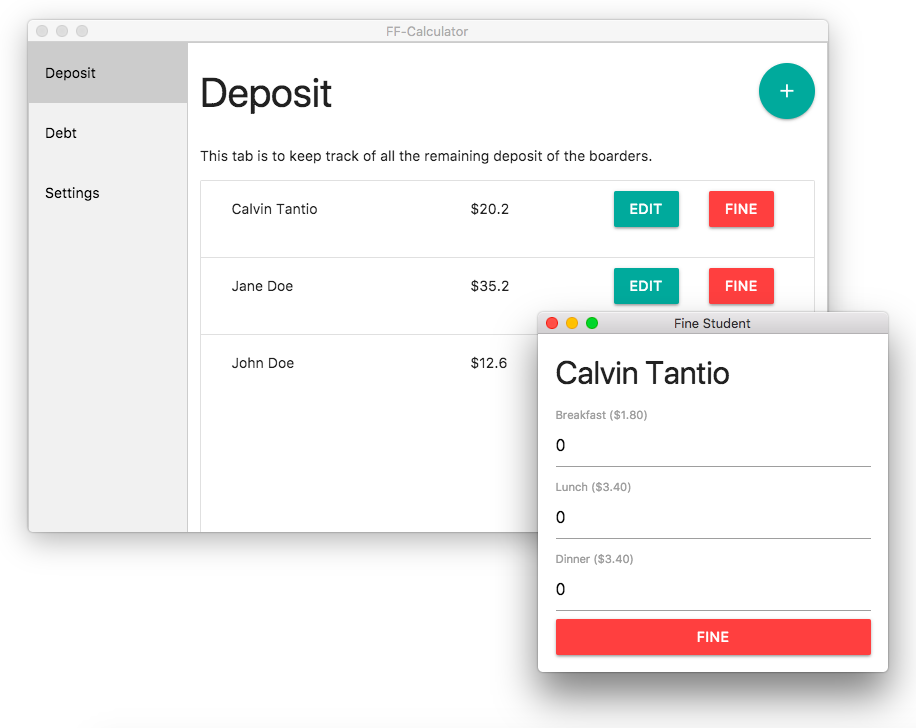 FF-Calculator
Deposit
Debt
Settings
Deposit
+
This tab is to keep track of all the remaining deposit of the boarders.
Calvin Tantio $20.2 EDIT FINE
Jane Doe $35.2 EDIT FINE
John Doe $12.6
Fine Student
Calvin Tantio
Breakfast ($1.80)
0
Lunch ($3.40)
0
Dinner ($3.40)
0
FINE